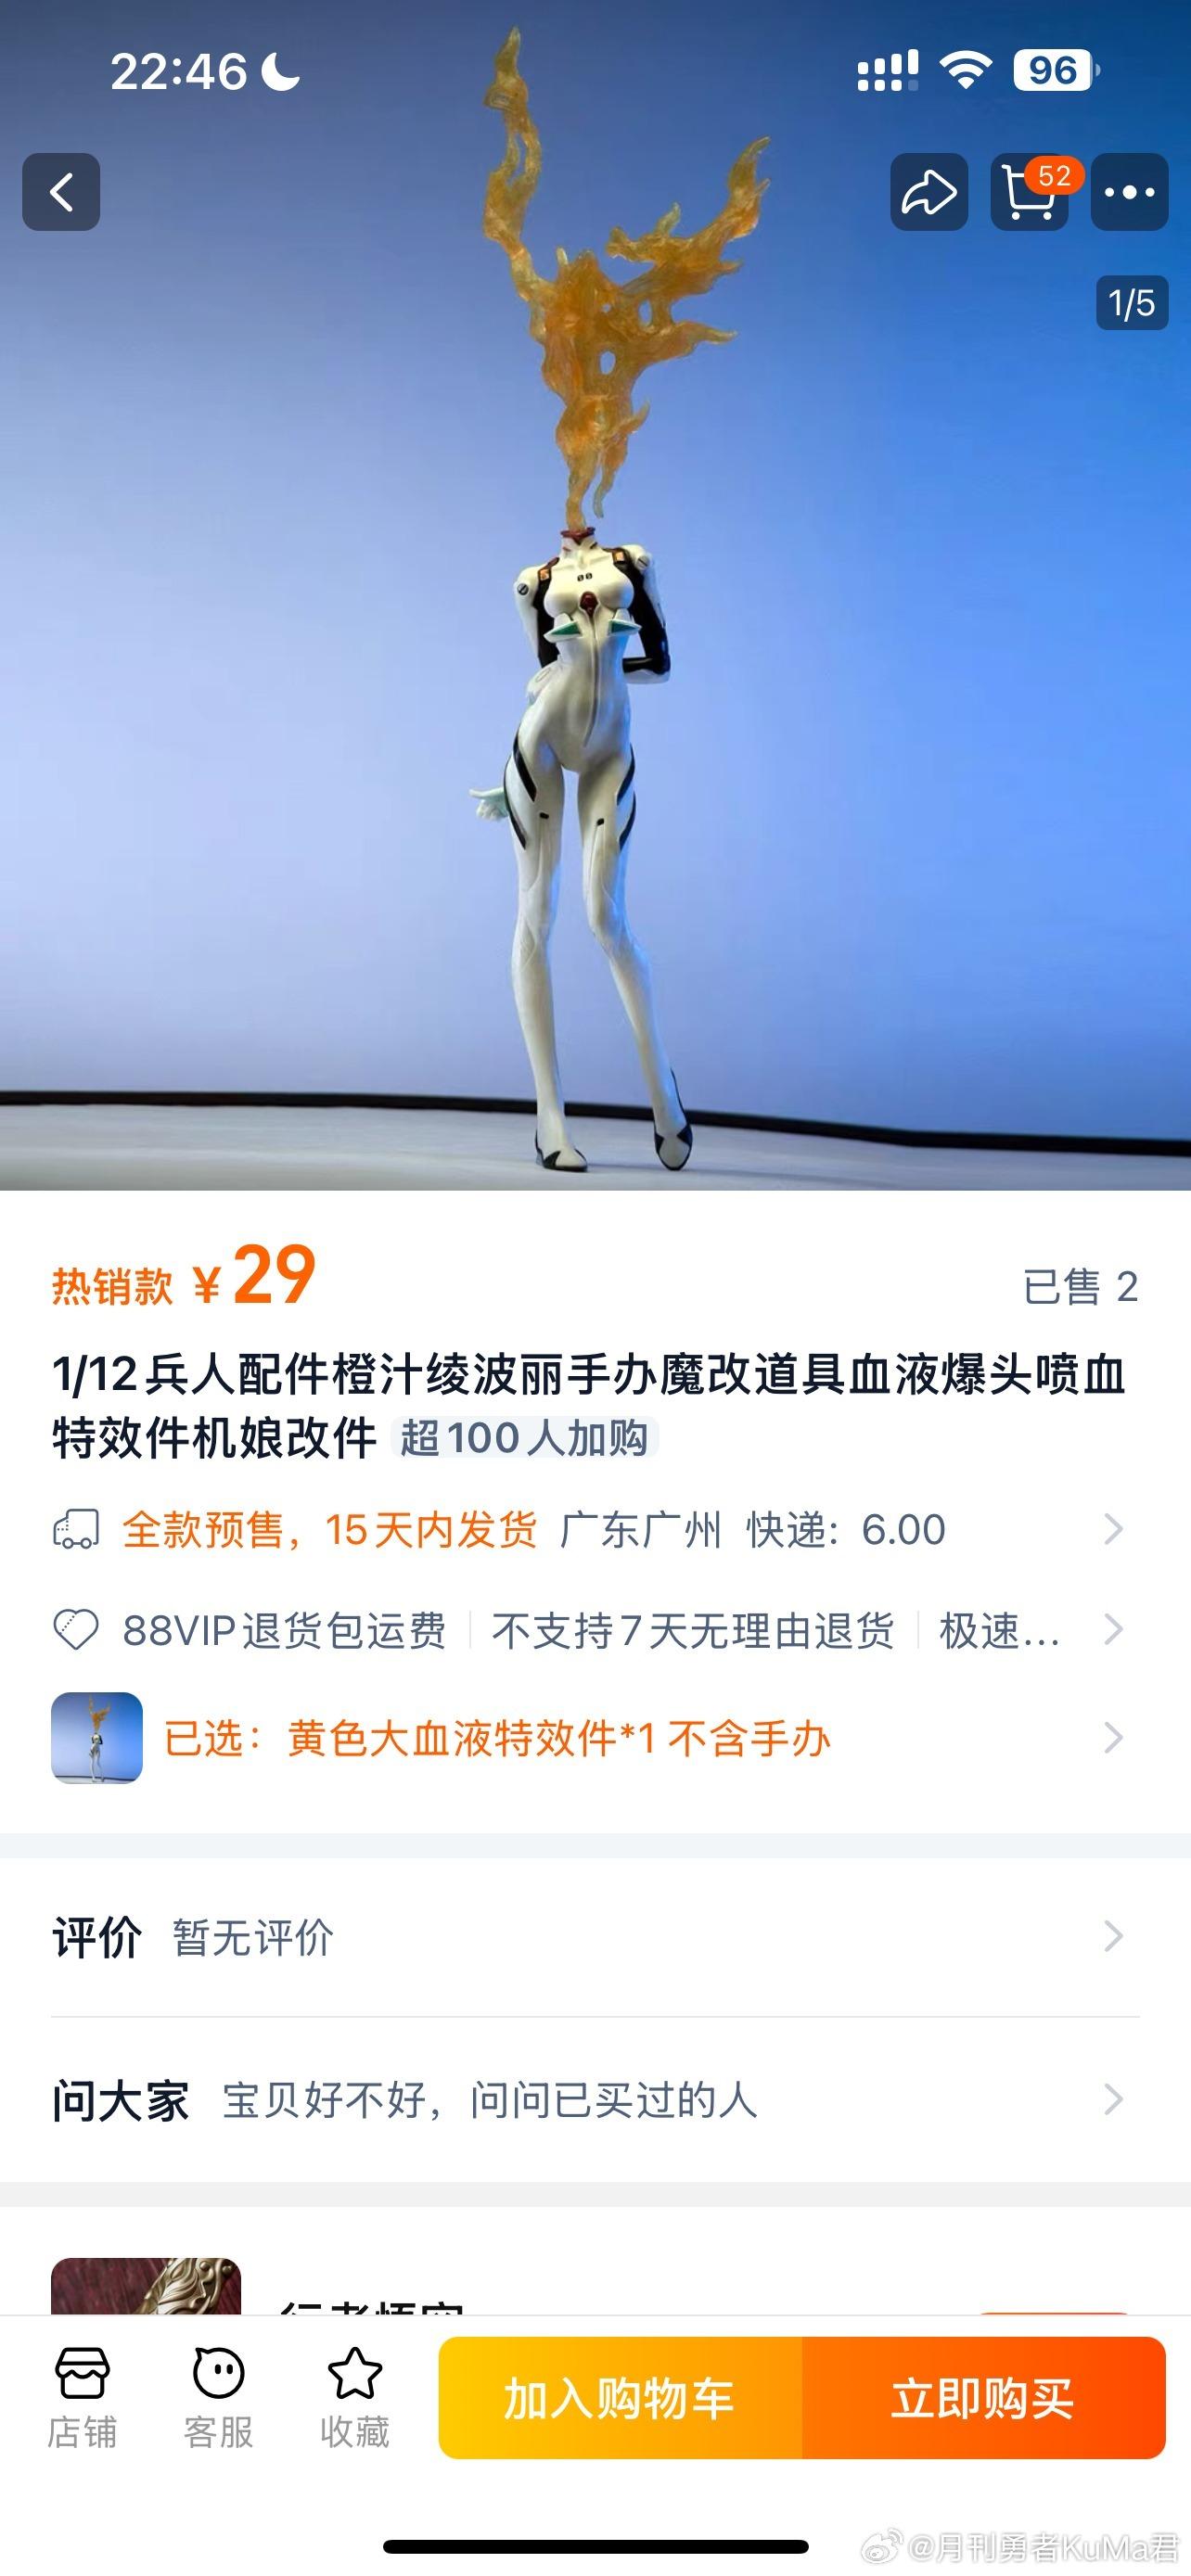 22:46
96
52
1/5
00
热销款 ¥29
已售 2
1/12兵人配件橙汁绫波丽手办魔改道具血液爆头喷血
特效件机娘改件 超100人加购
全款预售，15天内发货 广东广州 快递: 6.00
88VIP退货包运费 不支持7天无理由退货 极速...
已选：黄色大血液特效件*1 不含手办
评价 暂无评价
问大家 宝贝好不好，问问已买过的人
行者悟空
店铺 客服 收藏 加入购物车 立即购买
@月刊勇者KuMa君